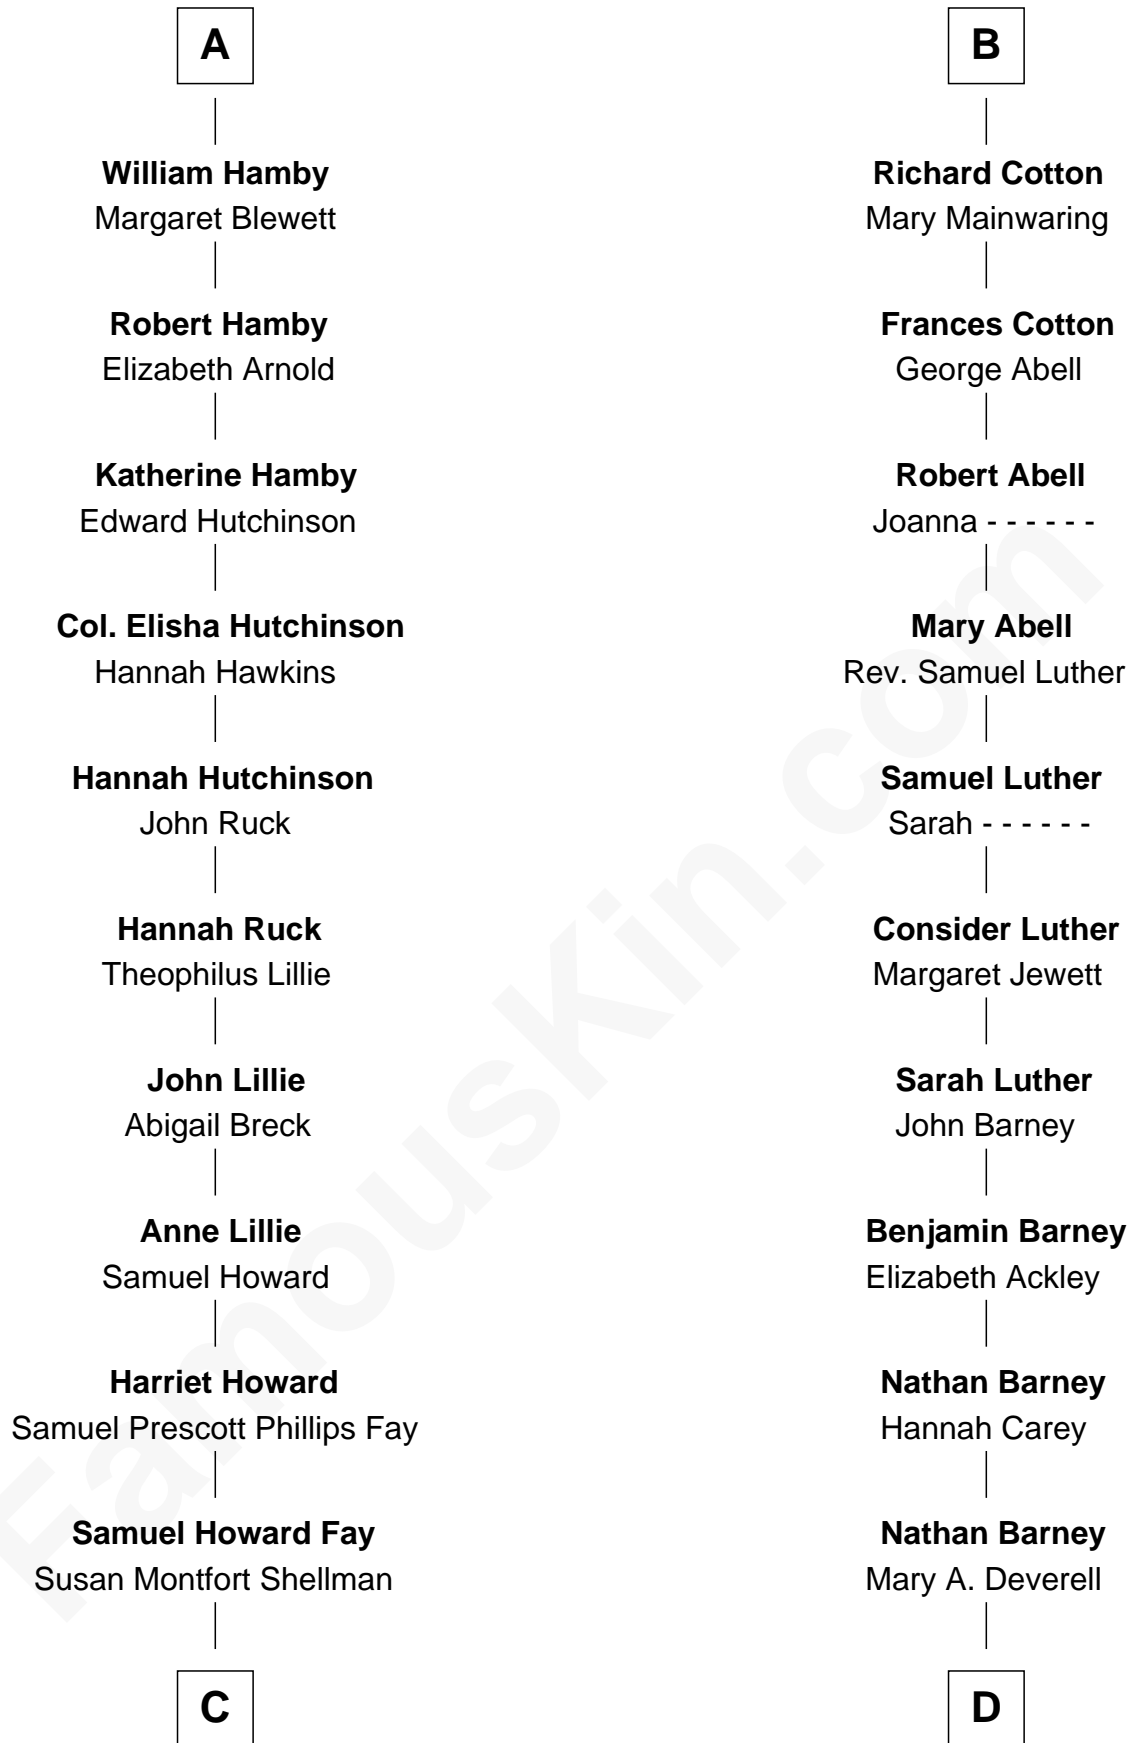 A
William Hamby
Margaret Blewett
Robert Hamby
Elizabeth Arnold
Katherine Hamby
Edward Hutchinson
Col. Elisha Hutchinson
Hannah Hawkins
Hannah Hutchinson
John Ruck
Hannah Ruck
Theophilus Lillie
John Lillie
Abigail Breck
Anne Lillie
Samuel Howard
Harriet Howard
Samuel Prescott Phillips Fay
Samuel Howard Fay
Susan Montfort Shellman
C
B
Richard Cotton
Mary Mainwaring
Frances Cotton
George Abell
Robert Abell
Joanna - - - - - -
Mary Abell
Rev. Samuel Luther
Samuel Luther
Sarah - - - - - -
Consider Luther
Margaret Jewett
Sarah Luther
John Barney
Benjamin Barney
Elizabeth Ackley
Nathan Barney
Hannah Carey
Nathan Barney
Mary A. Deverell
D
FamousKin.com